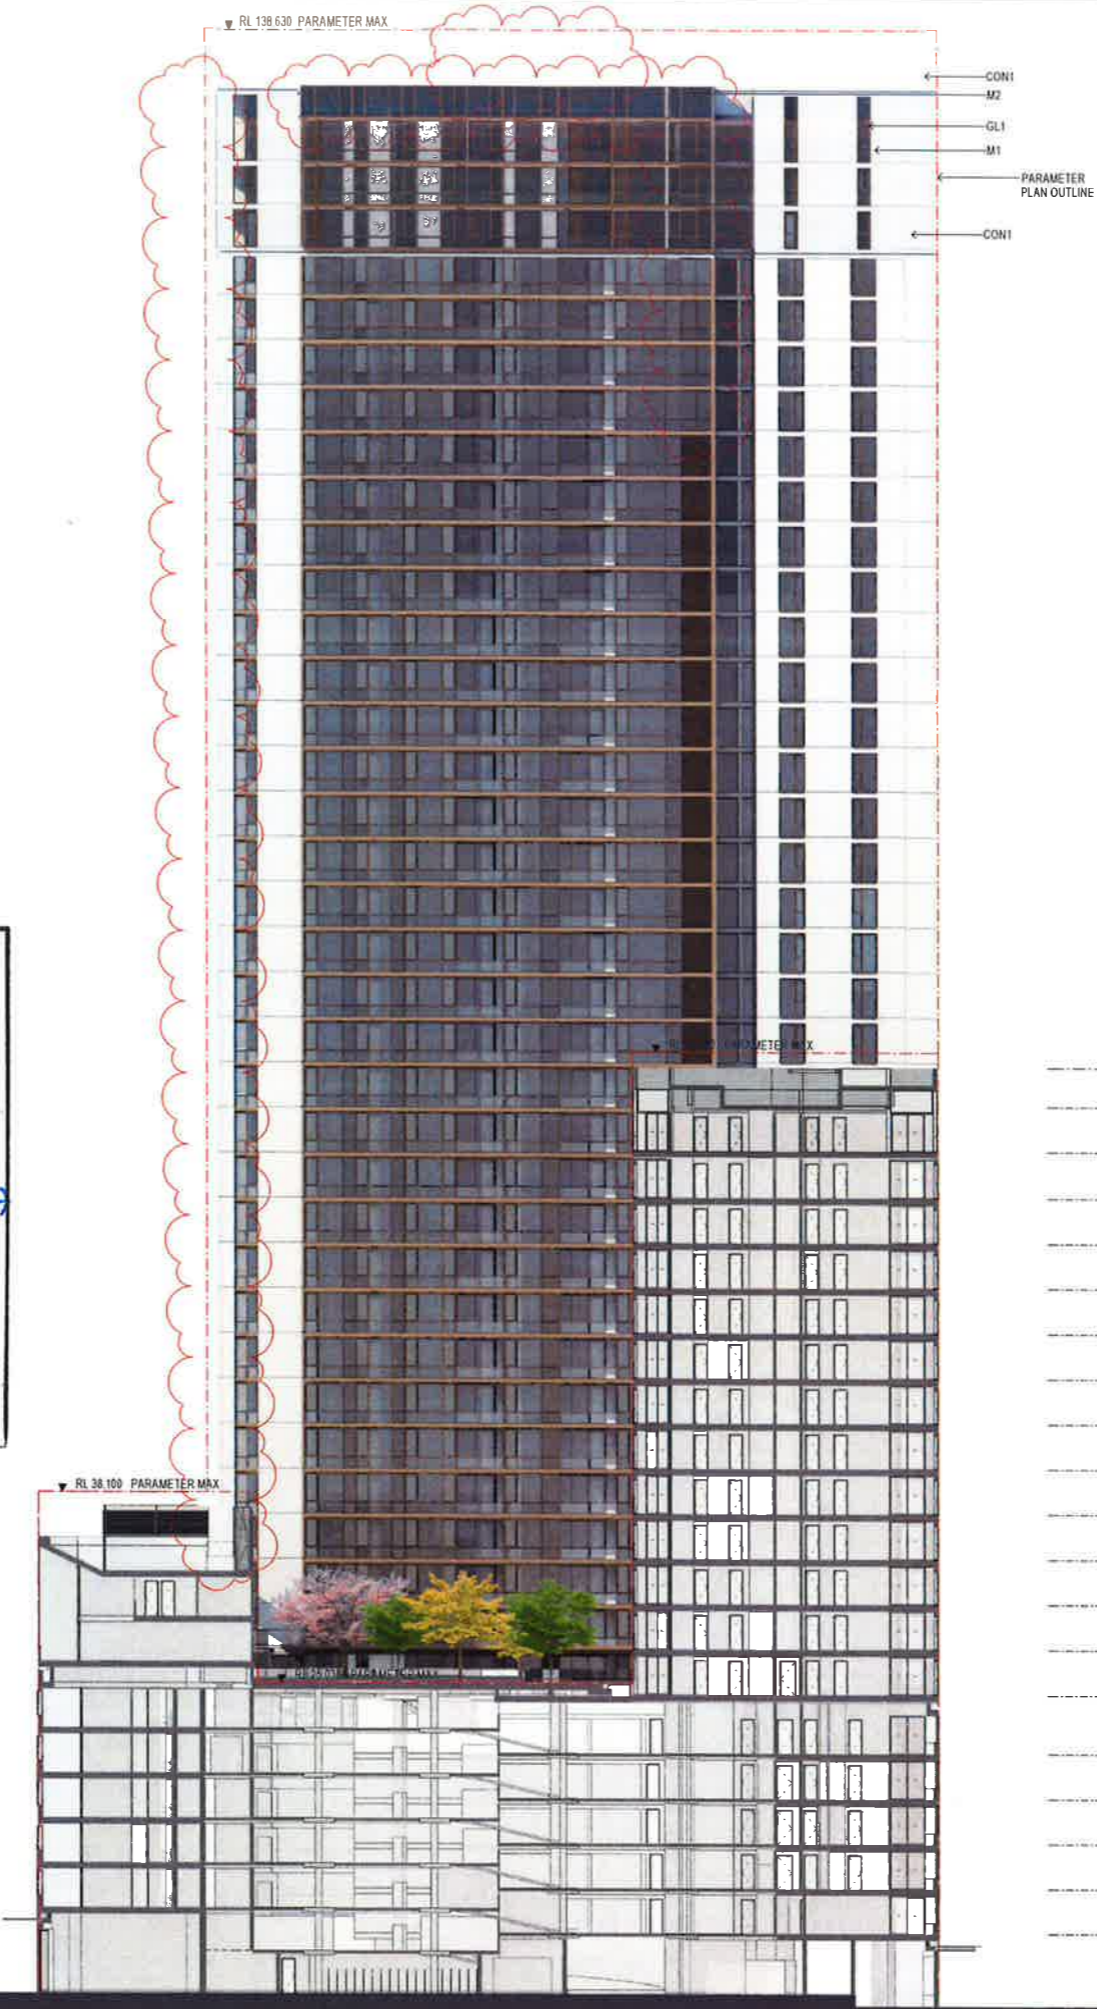 RL 138.630 PARAMETER MAX
CON1
M2
GL1
M1
PARAMETER
PLAN OUTLINE
CON1
PARAMETER MAX
RL 38.100 PARAMETER MAX